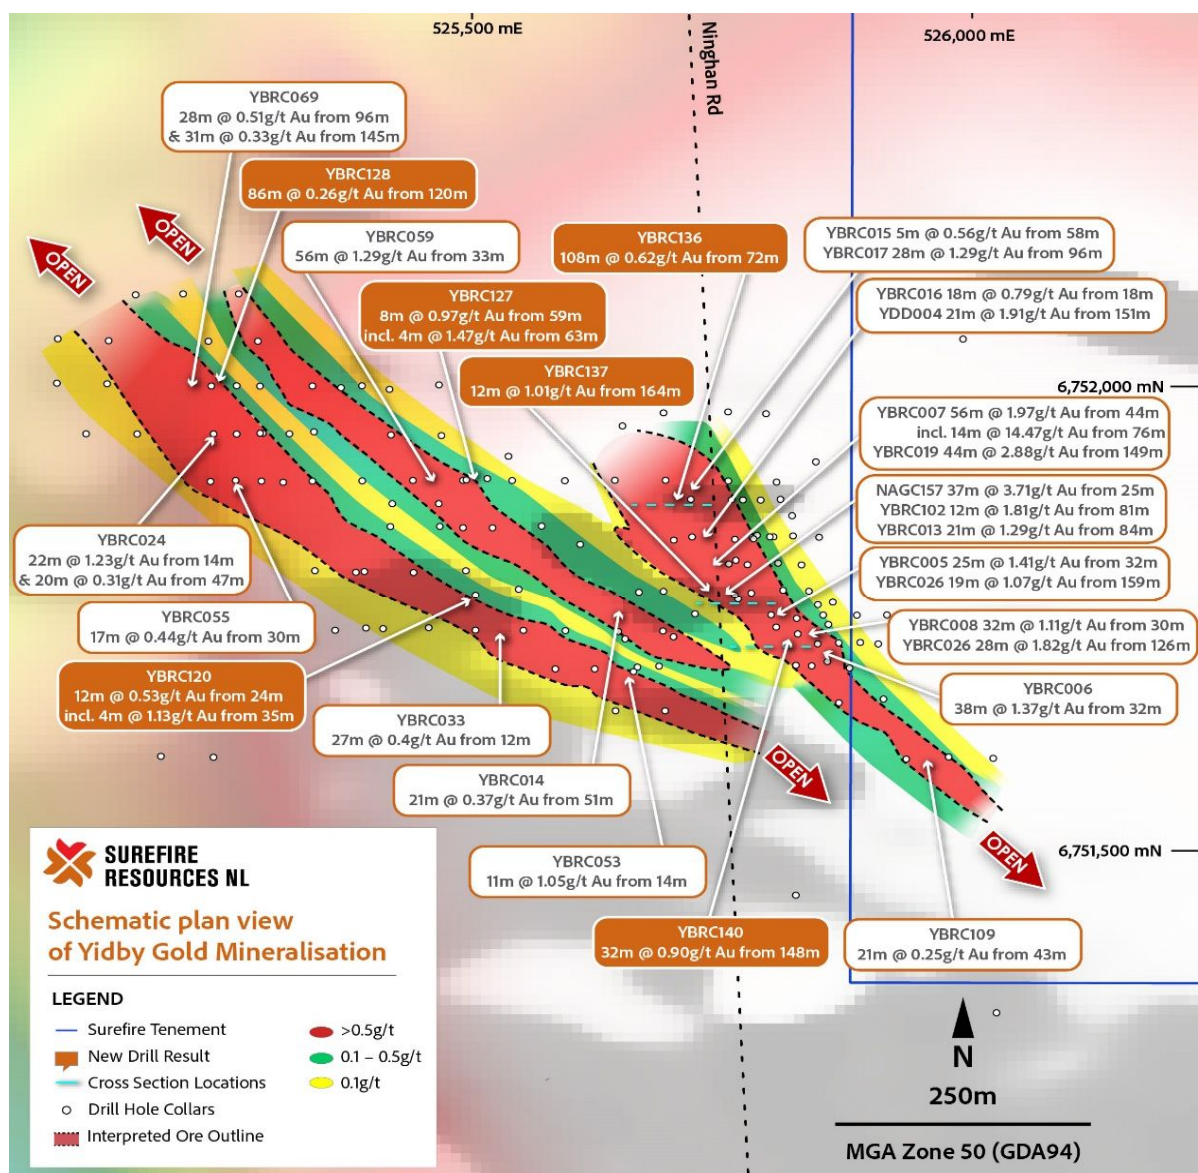 525,500 mE
526,000 mE
Ninghan Rd
YBRC069
28m @ 0.51g/t Au from 96m
& 31m @ 0.33g/t Au from 145m
YBRC128
86m @ 0.26g/t Au from 120m
OPEN
OPEN
YBRC059
56m @ 1.29g/t Au from 33m
YBRC136
108m @ 0.62g/t Au from 72m
YBRC015 5m @ 0.56g/t Au from 58m
YBRC017 28m @ 1.29g/t Au from 96m
YBRC127
8m @ 0.97g/t Au from 59m
incl. 4m @ 1.47g/t Au from 63m
YBRC016 18m @ 0.79g/t Au from 18m
YDD004 21m @ 1.91g/t Au from 151m
YBRC137
12m @ 1.01g/t Au from 164m
6,752,000 mN
YBRC007 56m @ 1.97g/t Au from 44m
incl. 14m @ 14.47g/t Au from 76m
YBRC019 44m @ 2.88g/t Au from 149m
NAGC157 37m @ 3.71g/t Au from 25m
YBRC102 12m @ 1.81g/t Au from 81m
YBRC013 21m @ 1.29g/t Au from 84m
YBRC024
22m @ 1.23g/t Au from 14m
& 20m @ 0.31g/t Au from 47m
YBRC005 25m @ 1.41g/t Au from 32m
YBRC026 19m @ 1.07g/t Au from 159m
YBRC055
17m @ 0.44g/t Au from 30m
YBRC008 32m @ 1.11g/t Au from 30m
YBRC026 28m @ 1.82g/t Au from 126m
YBRC120
12m @ 0.53g/t Au from 24m
incl. 4m @ 1.13g/t Au from 35m
YBRC006
38m @ 1.37g/t Au from 32m
YBRC033
27m @ 0.4g/t Au from 12m
YBRC014
21m @ 0.37g/t Au from 51m
OPEN
OPEN
6,751,500 mN
YBRC053
11m @ 1.05g/t Au from 14m
YBRC140
32m @ 0.90g/t Au from 148m
YBRC109
21m @ 0.25g/t Au from 43m
SUREFIRE
RESOURCES NL
Schematic plan view
of Yidby Gold Mineralisation
LEGEND
Surefire Tenement
New Drill Result
Cross Section Locations
Drill Hole Collars
Interpreted Ore Outline
>0.5g/t
0.1 – 0.5g/t
0.1g/t
N
250m
MGA Zone 50 (GDA94)